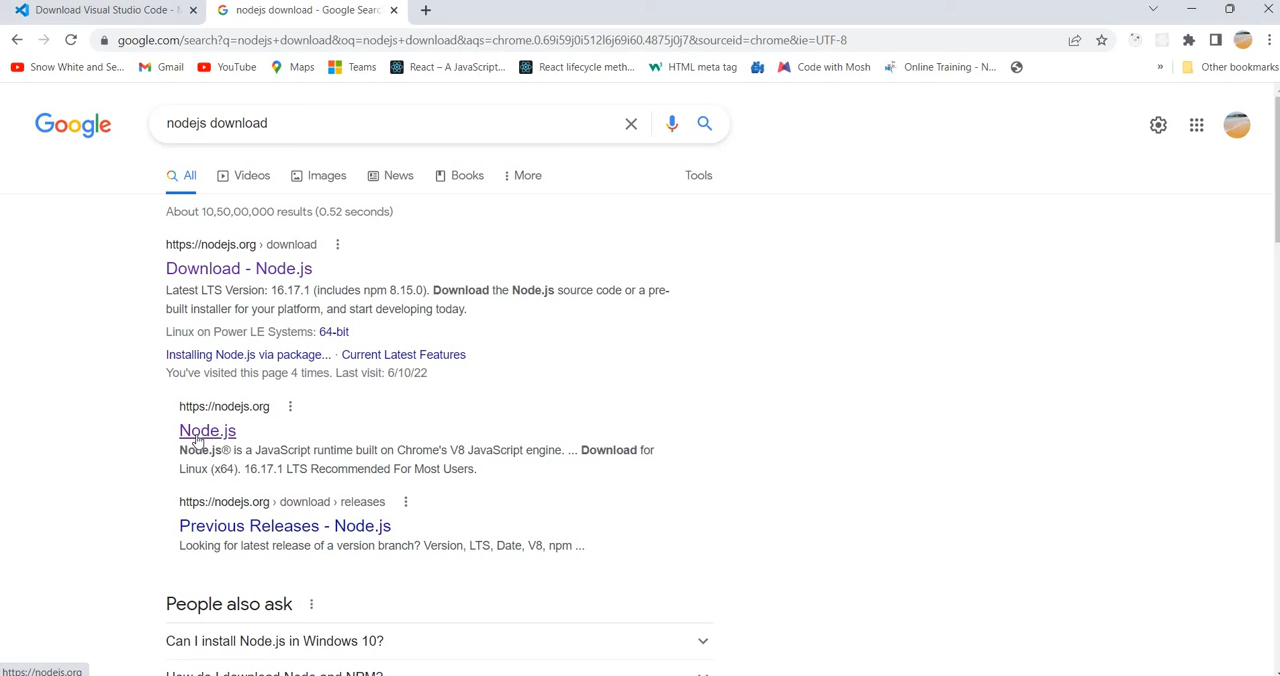 Download Visual Studio Code - M
nodejs download - Google Searc
google.com/search?q=nodejs+download&oq=nodejs+download&aqs=chrome.0.69i59j0i512l6j69i60.4875j0j7&sourceid=chrome&ie=UTF-8
Snow White and Se... Gmail YouTube Maps Teams React – A JavaScript... React lifecycle meth... HTML meta tag Code with Mosh Online Training - N... » Other bookmarks
Google
nodejs download
All Videos Images News Books More Tools
About 10,50,00,000 results (0.52 seconds)
https://nodejs.org › download
Download - Node.js
Latest LTS Version: 16.17.1 (includes npm 8.15.0). Download the Node.js source code or a pre-
built installer for your platform, and start developing today.
Linux on Power LE Systems: 64-bit
Installing Node.js via package... · Current Latest Features
You've visited this page 4 times. Last visit: 6/10/22
https://nodejs.org
Node.js
Node.js® is a JavaScript runtime built on Chrome's V8 JavaScript engine. ... Download for
Linux (x64). 16.17.1 LTS Recommended For Most Users.
https://nodejs.org › download › releases
Previous Releases - Node.js
Looking for latest release of a version branch? Version, LTS, Date, V8, npm ...
People also ask
Can I install Node.js in Windows 10?
How do I download Node and NPM?
https://nodejs.org